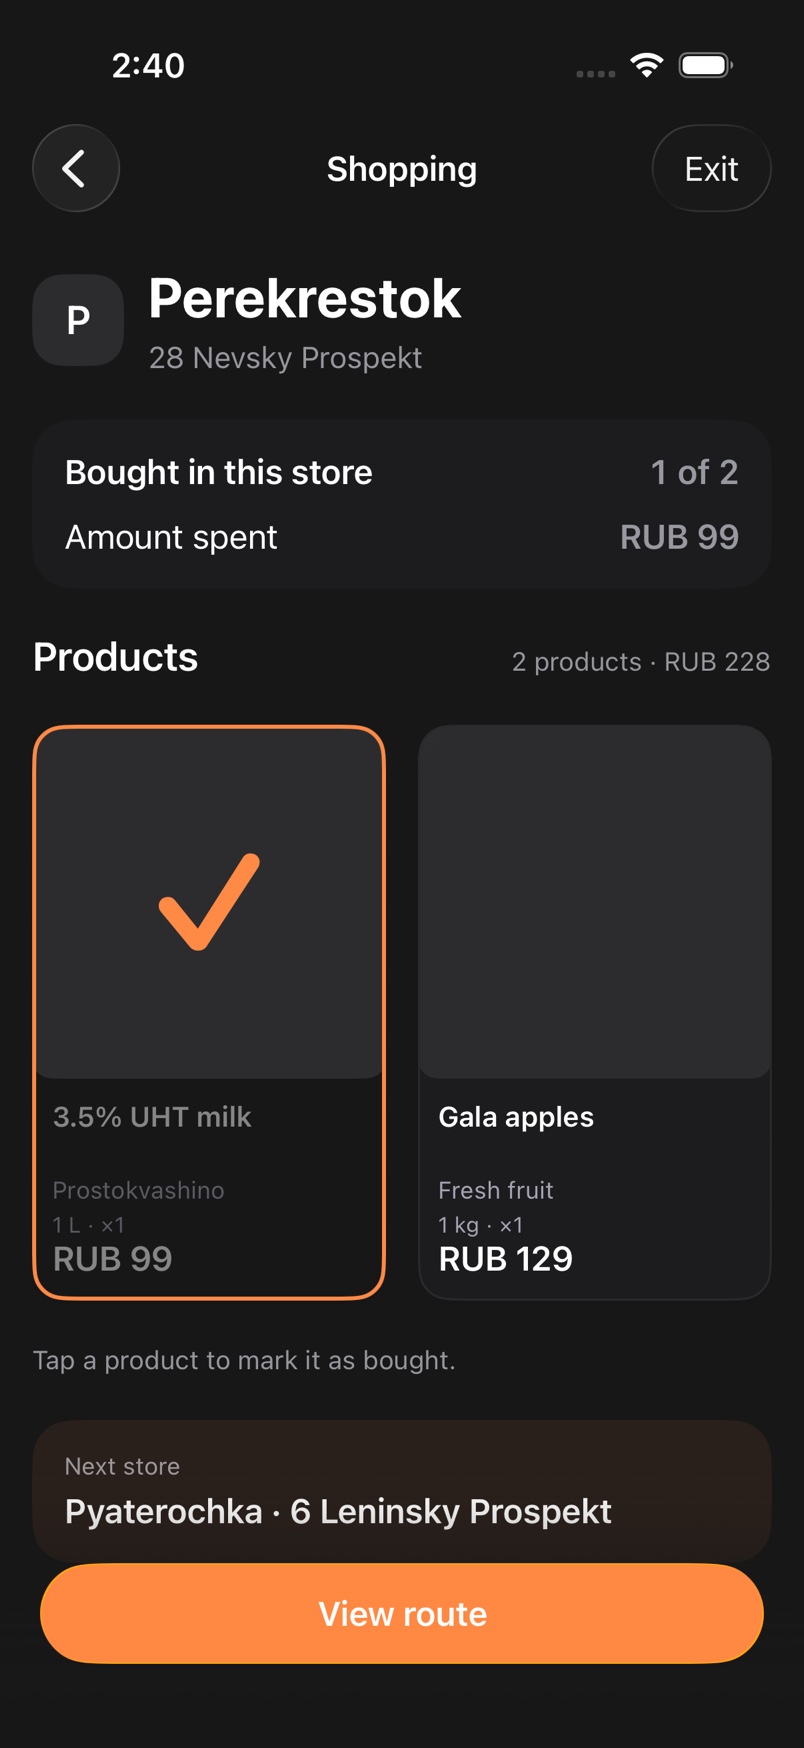 2:40
Shopping
Exit
P
Perekrestok
28 Nevsky Prospekt
Bought in this store
1 of 2
Amount spent
RUB 99
Products
2 products · RUB 228
3.5% UHT milk
Prostokvashino
1 L · ×1
RUB 99
Gala apples
Fresh fruit
1 kg · ×1
RUB 129
Tap a product to mark it as bought.
Next store
Pyaterochka · 6 Leninsky Prospekt
View route